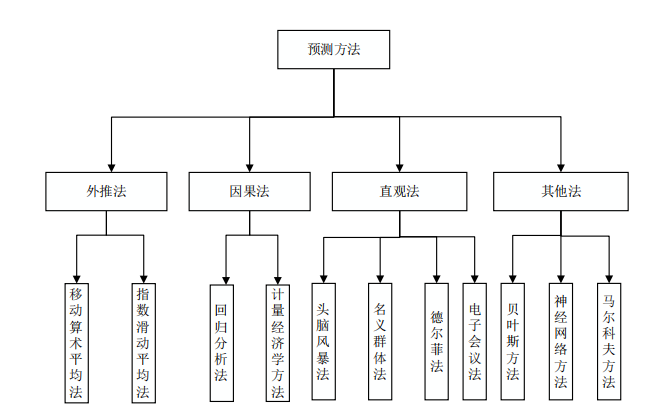 预测方法
外推法
因果法
直观法
其他法
移动算术平均法
指数滑动平均法
回归分析法
计量经济学方法
头脑风暴法
名义群体法
德尔菲法
电子会议法
贝叶斯方法
神经网络方法
马尔科夫方法